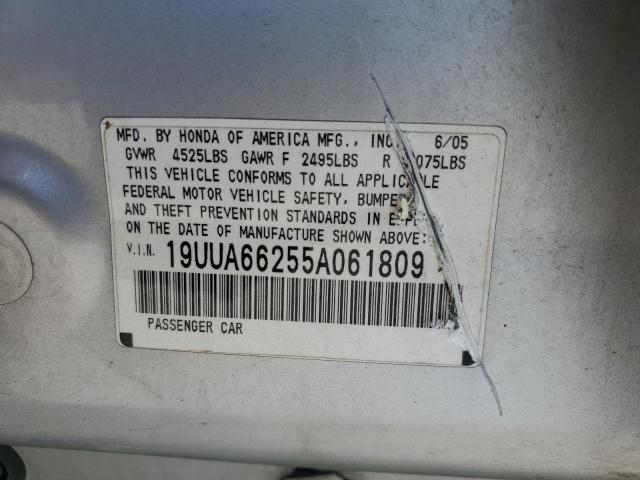 MFD. BY HONDA OF AMERICA MFG., INC. 6/05
GVWR 4525LBS GAWR F 2495LBS R 075LBS
THIS VEHICLE CONFORMS TO ALL APPLICABLE
FEDERAL MOTOR VEHICLE SAFETY, BUMPE
AND THEFT PREVENTION STANDARDS IN
ON THE DATE OF MANUFACTURE SHOWN ABOVE:
V.I.N. 19UUA66255A061809
PASSENGER CAR